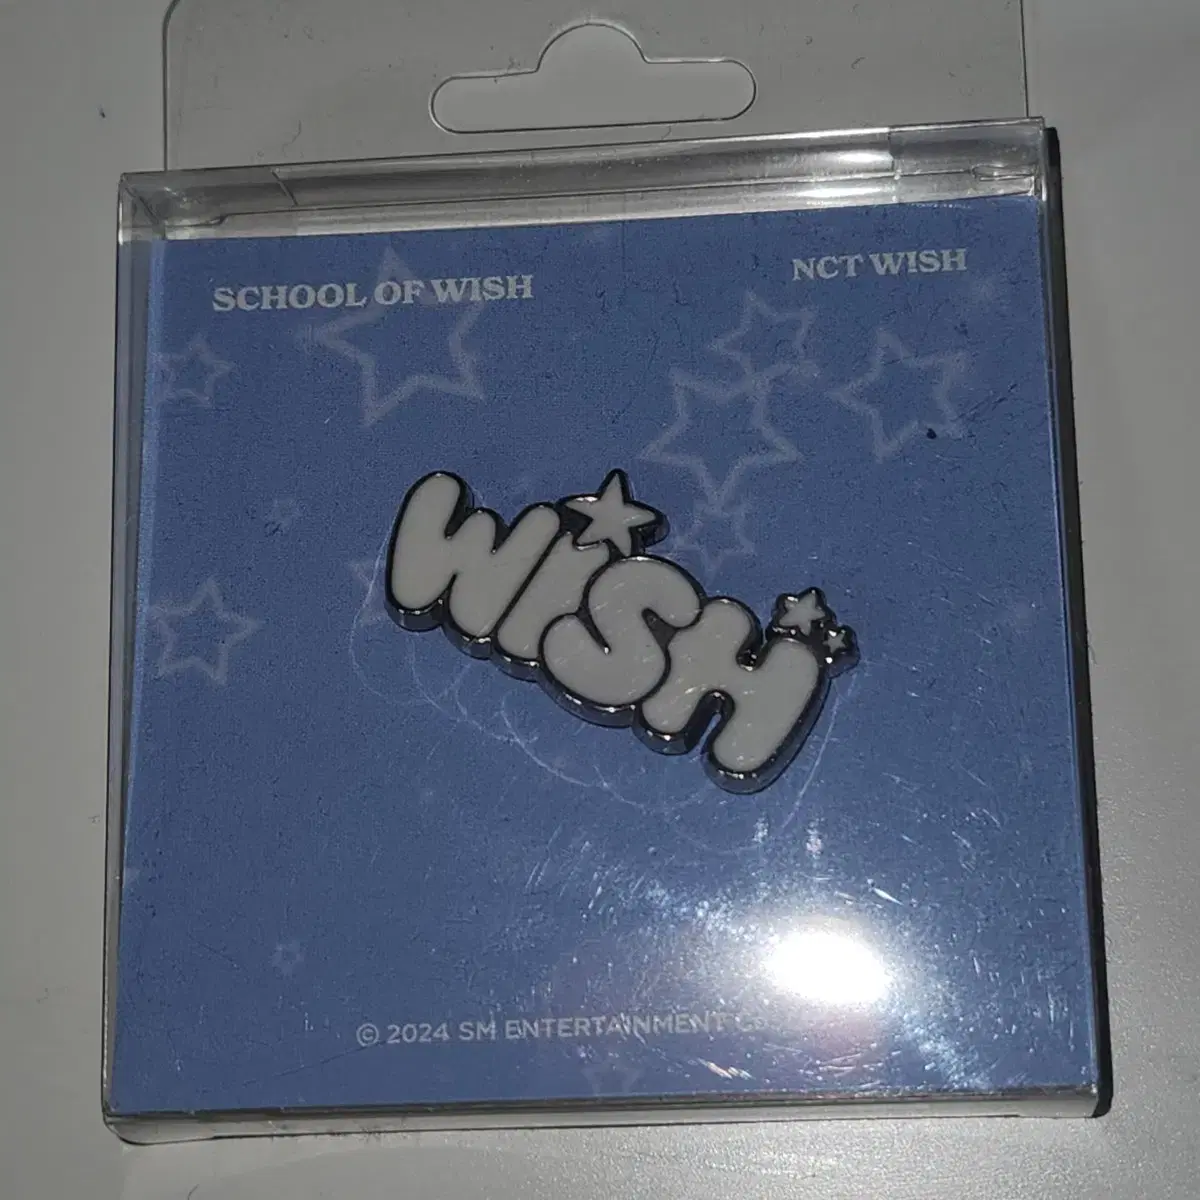 SCHOOL OF WISH
NCT WISH
WISH
© 2024 SM ENTERTAINMENT